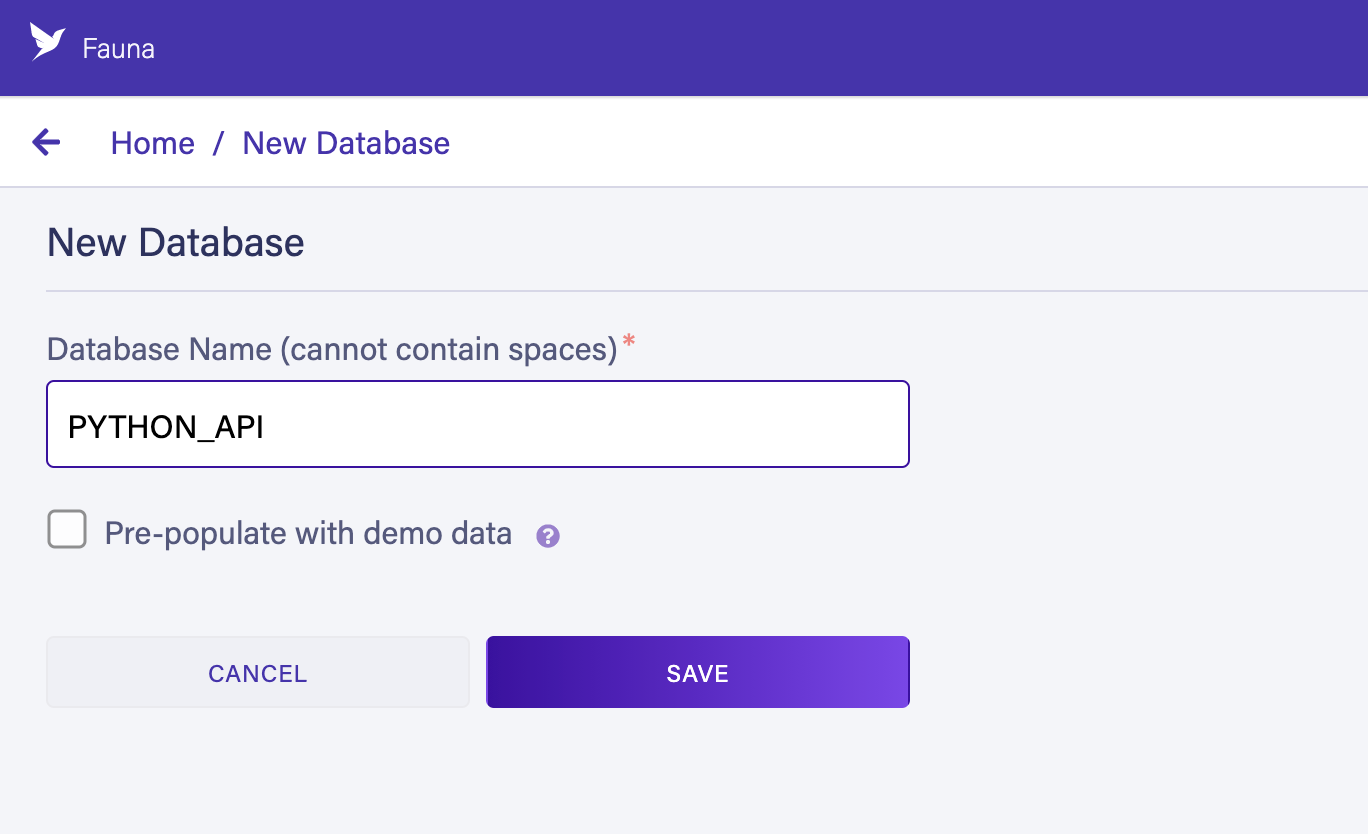 Fauna
Home / New Database
New Database
Database Name (cannot contain spaces)*
PYTHON_API
Pre-populate with demo data ?
CANCEL SAVE